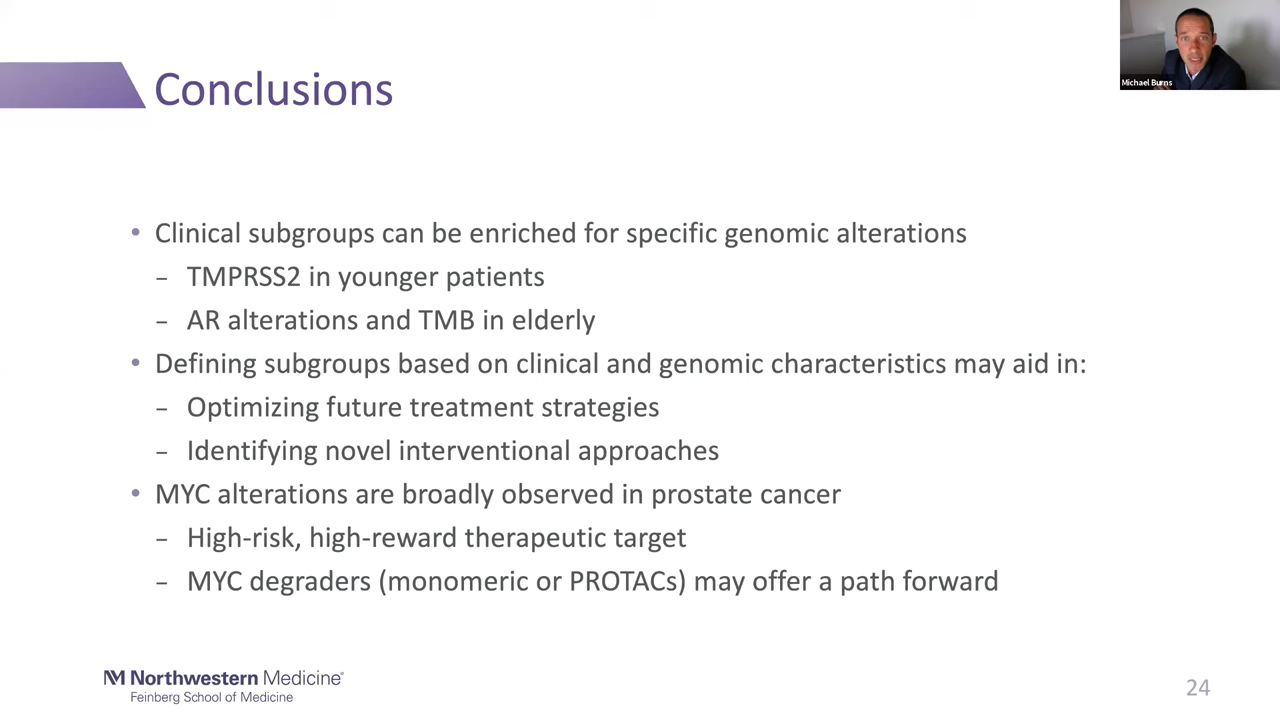 Michael Burns
Conclusions
• Clinical subgroups can be enriched for specific genomic alterations
– TMPRSS2 in younger patients
– AR alterations and TMB in elderly
• Defining subgroups based on clinical and genomic characteristics may aid in:
– Optimizing future treatment strategies
– Identifying novel interventional approaches
• MYC alterations are broadly observed in prostate cancer
– High-risk, high-reward therapeutic target
– MYC degraders (monomeric or PROTACs) may offer a path forward
NM Northwestern Medicine®
Feinberg School of Medicine
24